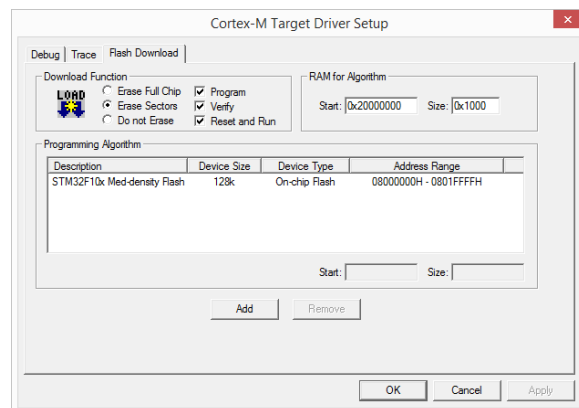 Cortex-M Target Driver Setup
Debug Trace Flash Download
Download Function
LOAD
Erase Full Chip Program
Erase Sectors Verify
Do not Erase Reset and Run
RAM for Algorithm
Start: 0x20000000 Size: 0x1000
Programming Algorithm
Description Device Size Device Type Address Range
STM32F10x Med-density Flash 128k On-chip Flash 08000000H - 0801FFFFH
Start: Size:
Add Remove
OK Cancel Apply